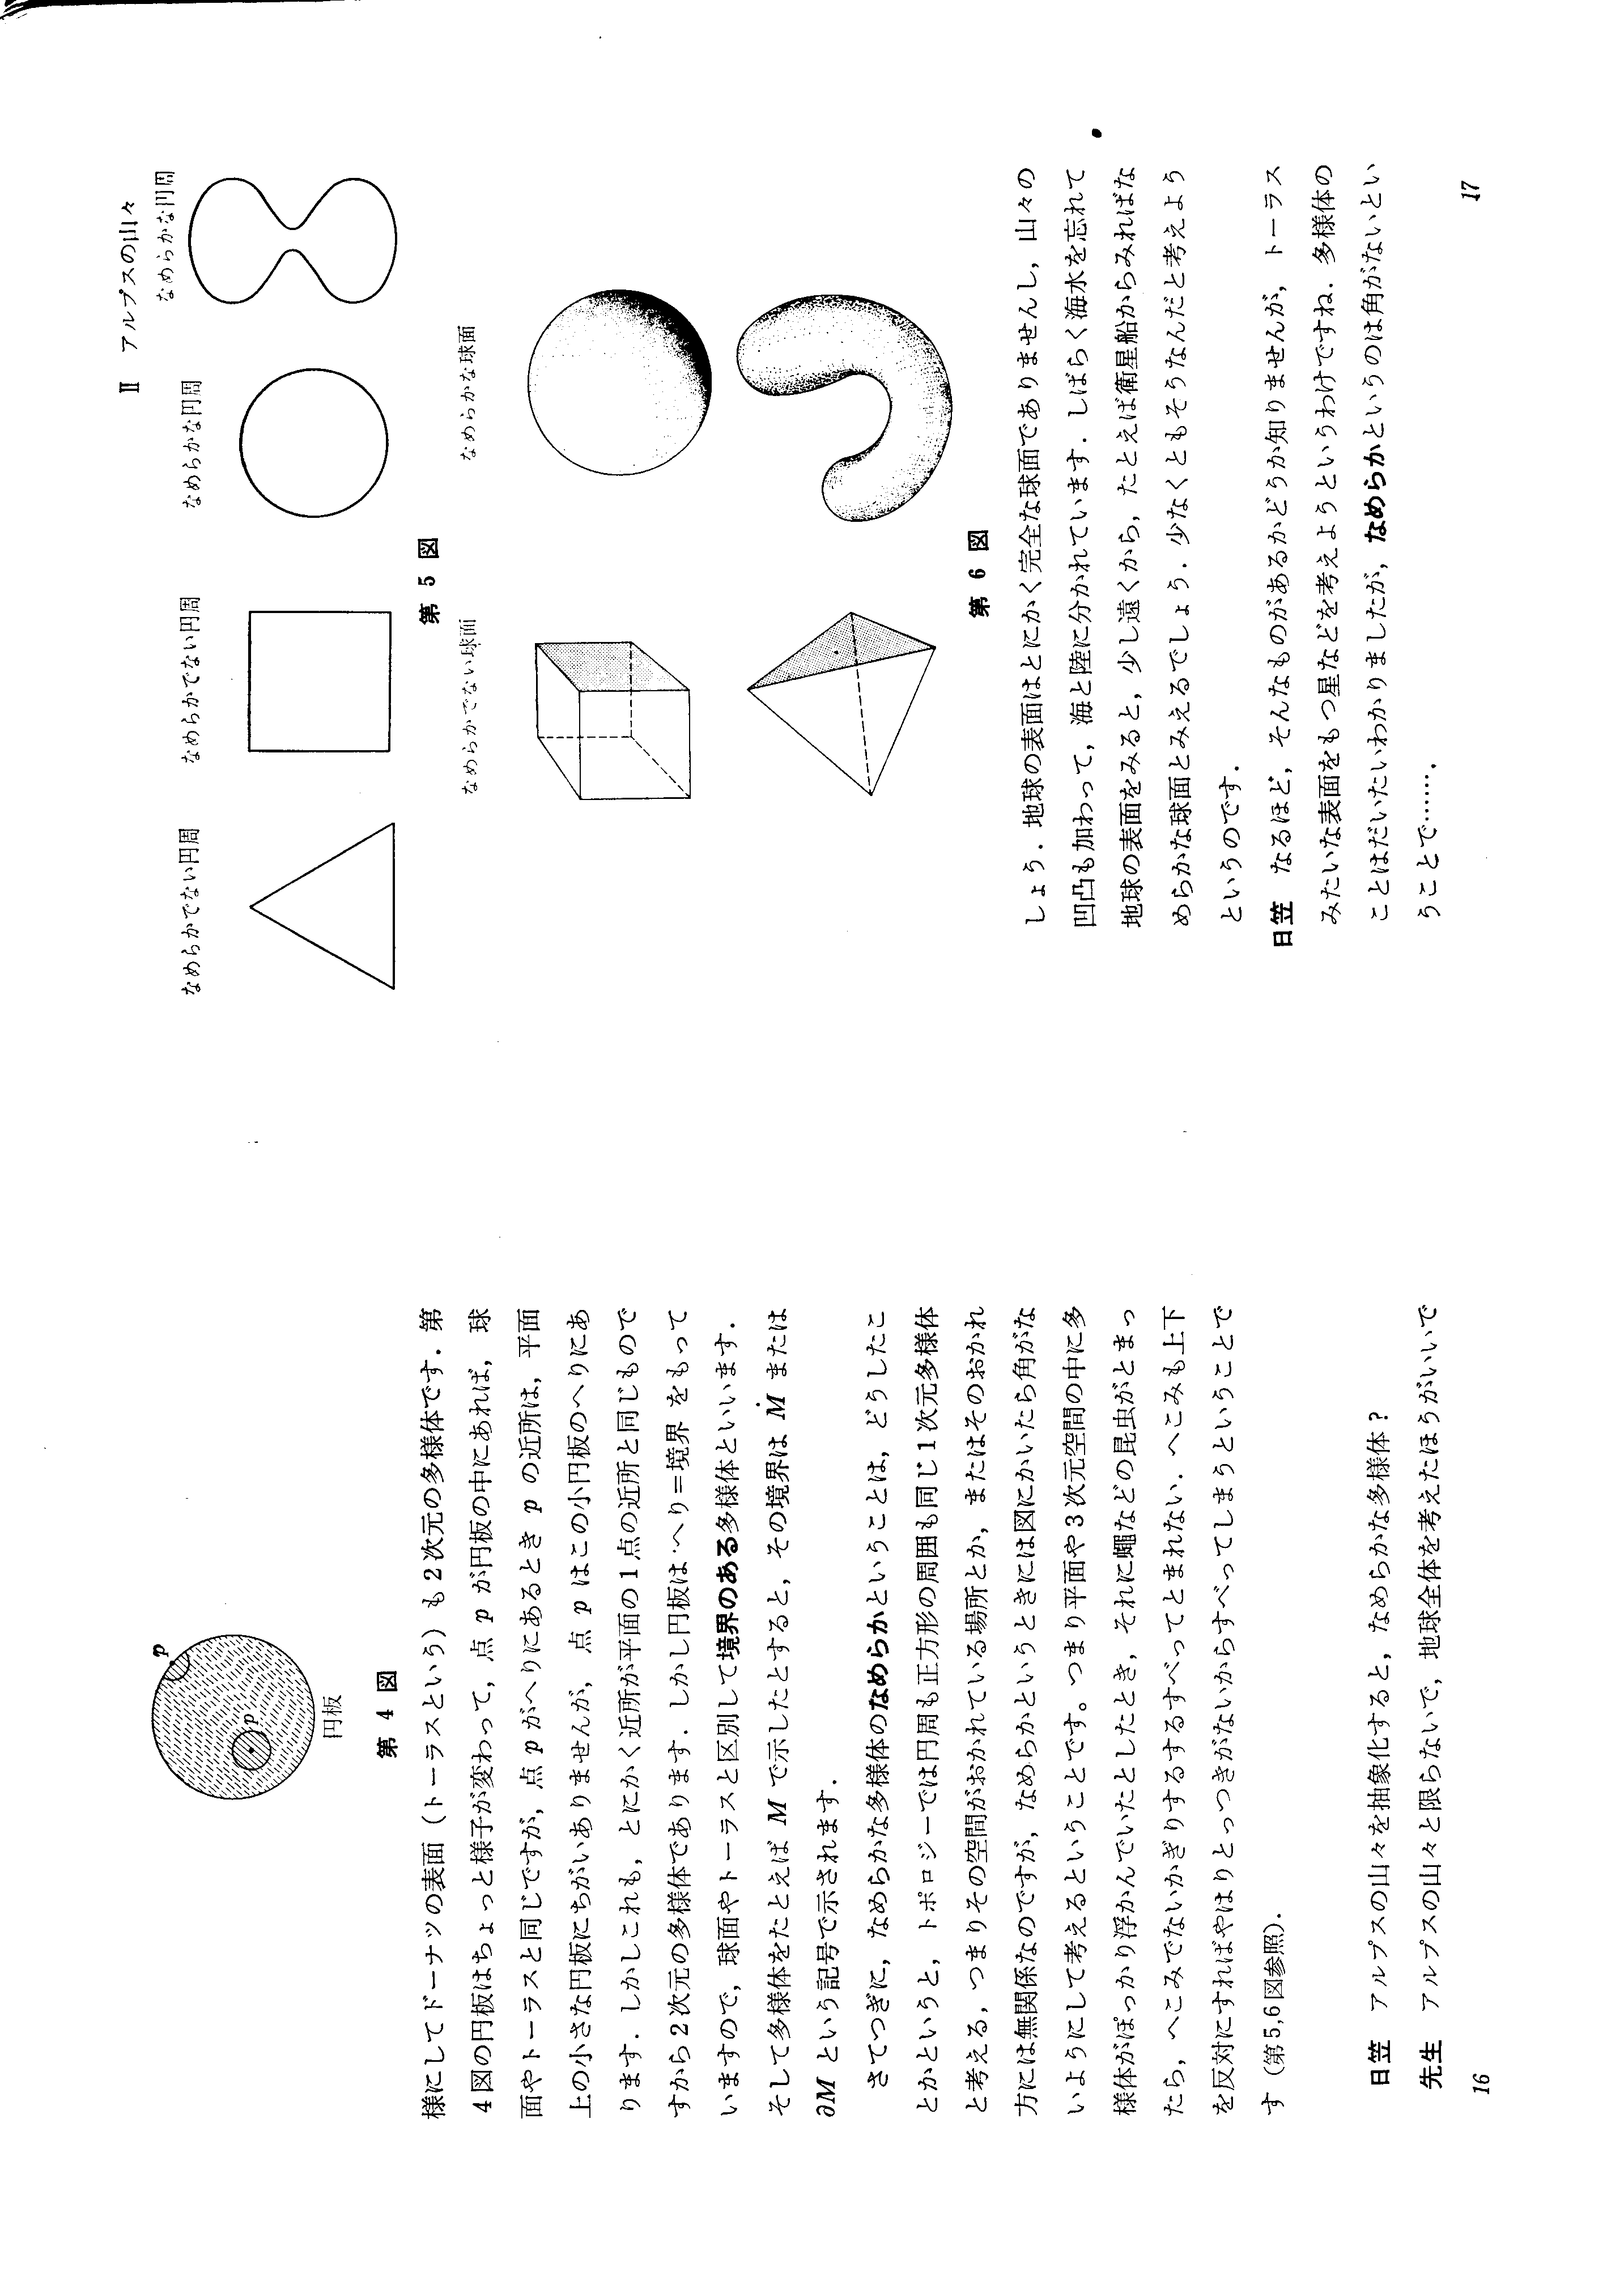 p
p
円板
第 4 図
様にしてドーナツの表面（トーラスという）も2次元の多様体です．第
4図の円板はちょっと様子が変わって，点 p が円板の中にあれば，球
面やトーラスと同じですが，点 p がへりにあるとき p の近所は，平面
上の小さな円板にちがいありませんが，点 p はこの小円板のへりにあ
ります．しかしこれも，とにかく近所が平面の1点の近所と同じもので
すから2次元の多様体であります．しかし円板はへり＝境界 をもって
いますので，球面やトーラスと区別して境界のある多様体といいます．
そして多様体をたとえば M で示したとすると，その境界は Ṁ または
∂M という記号で示されます．
さてつぎに，なめらかな多様体のなめらかということは，どうしたこ
とかというと，トポロジーでは円周も正方形の周囲も同じ1次元多様体
と考える，つまりその空間がおかれている場所とか，またはそのおかれ
方には無関係なのですが，なめらかというときには図にかいたら角がな
いようにして考えるということです。つまり平面や3次元空間の中に多
様体がぽっかり浮かんでいたとしたとき，それに蠅などの昆虫がとまっ
たら，へこみでないかぎりするするすべってとまれない．へこみも上下
を反対にすればやはりとっつきがないからすべってしまうということで
す（第5,6図参照）．
日笠 アルプスの山々を抽象化すると，なめらかな多様体？
先生 アルプスの山々と限らないで，地球全体を考えたほうがいいで
16
Ⅱ アルプスの山々
なめらかでない円周
なめらかでない円周
なめらかな円周
なめらかな円周
第 5 図
なめらかでない球面
なめらかな球面
第 6 図
しょう．地球の表面はとにかく完全な球面でありませんし，山々の
凹凸も加わって，海と陸に分かれています．しばらく海水を忘れて
地球の表面をみると，少し遠くから，たとえば衛星船からみればな
めらかな球面とみえるでしょう．少なくともそうなんだと考えよう
というのです．
日笠 なるほど，そんなものがあるかどうか知りませんが，トーラス
みたいな表面をもつ星などを考えようというわけですね．多様体の
ことはだいたいわかりましたが，なめらかというのは角がないとい
うことで……．
17